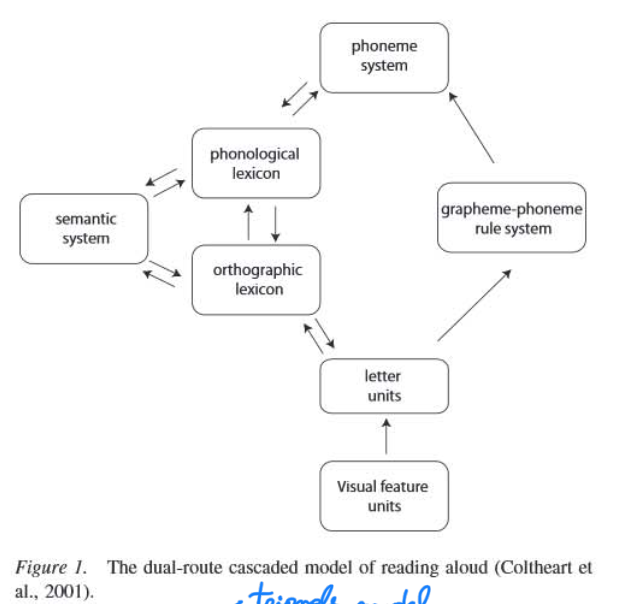 phoneme
system
phonological
lexicon
semantic
system
grapheme-phoneme
rule system
orthographic
lexicon
letter
units
Visual feature
units
Figure 1. The dual-route cascaded model of reading aloud (Coltheart et
al., 2001).